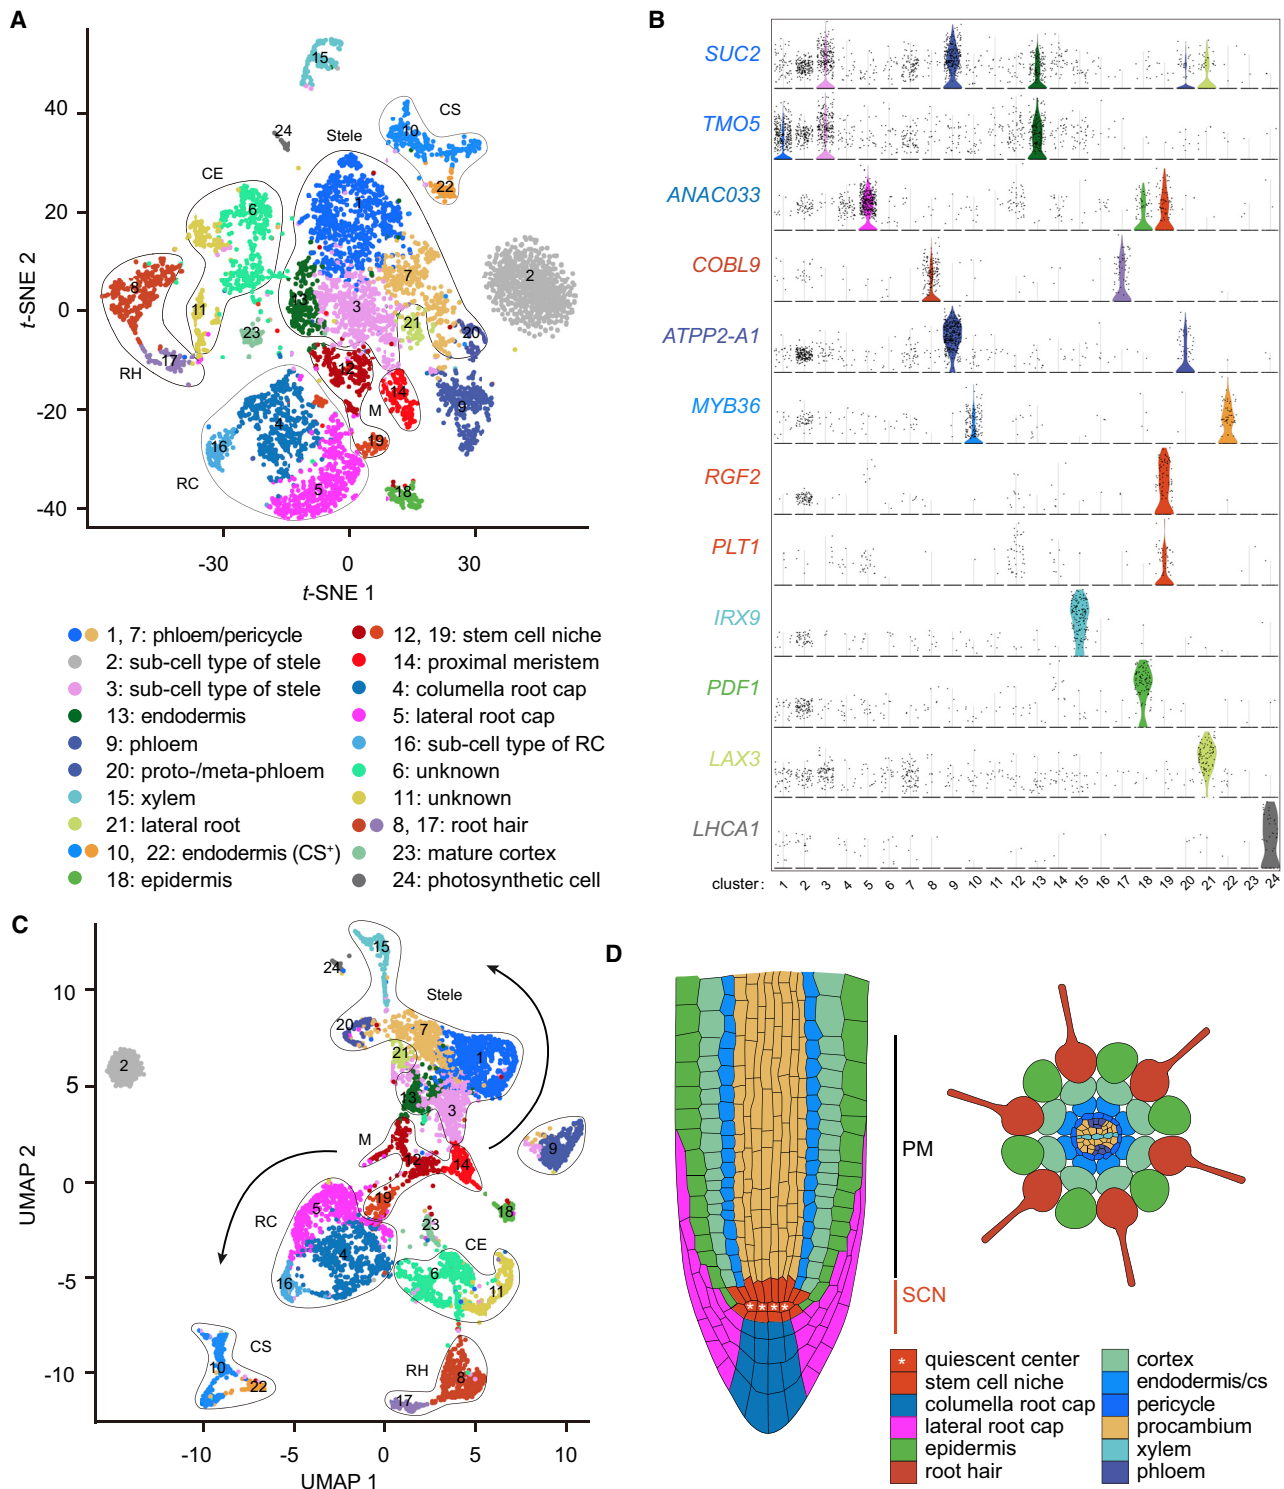 A
40
20
0
-20
-40
t-SNE 2
-30
0
30
t-SNE 1
15
24
Stele
CS
10
22
CE
6
1
2
8
11
7
13
3
21
20
23
17
RH
12
14
9
M
4
19
16
RC
5
18
1, 7: phloem/pericycle
2: sub-cell type of stele
3: sub-cell type of stele
13: endodermis
9: phloem
20: proto-/meta-phloem
15: xylem
21: lateral root
10, 22: endodermis (CS⁺)
18: epidermis
12, 19: stem cell niche
14: proximal meristem
4: columella root cap
5: lateral root cap
16: sub-cell type of RC
6: unknown
11: unknown
8, 17: root hair
23: mature cortex
24: photosynthetic cell
B
SUC2
TMO5
ANAC033
COBL9
ATPP2-A1
MYB36
RGF2
PLT1
IRX9
PDF1
LAX3
LHCA1
cluster: 1 2 3 4 5 6 7 8 9 10 11 12 13 14 15 16 17 18 19 20 21 22 23 24
C
10
5
0
-5
-10
UMAP 2
-10
-5
0
5
10
UMAP 1
15
24
Stele
20
7
21
1
2
13
3
M
12
14
9
19
5
RC
18
23
4
CE
6
16
11
CS
10
22
RH
8
17
D
* * * *
PM
SCN
* quiescent center
stem cell niche
columella root cap
lateral root cap
epidermis
root hair
cortex
endodermis/cs
pericycle
procambium
xylem
phloem